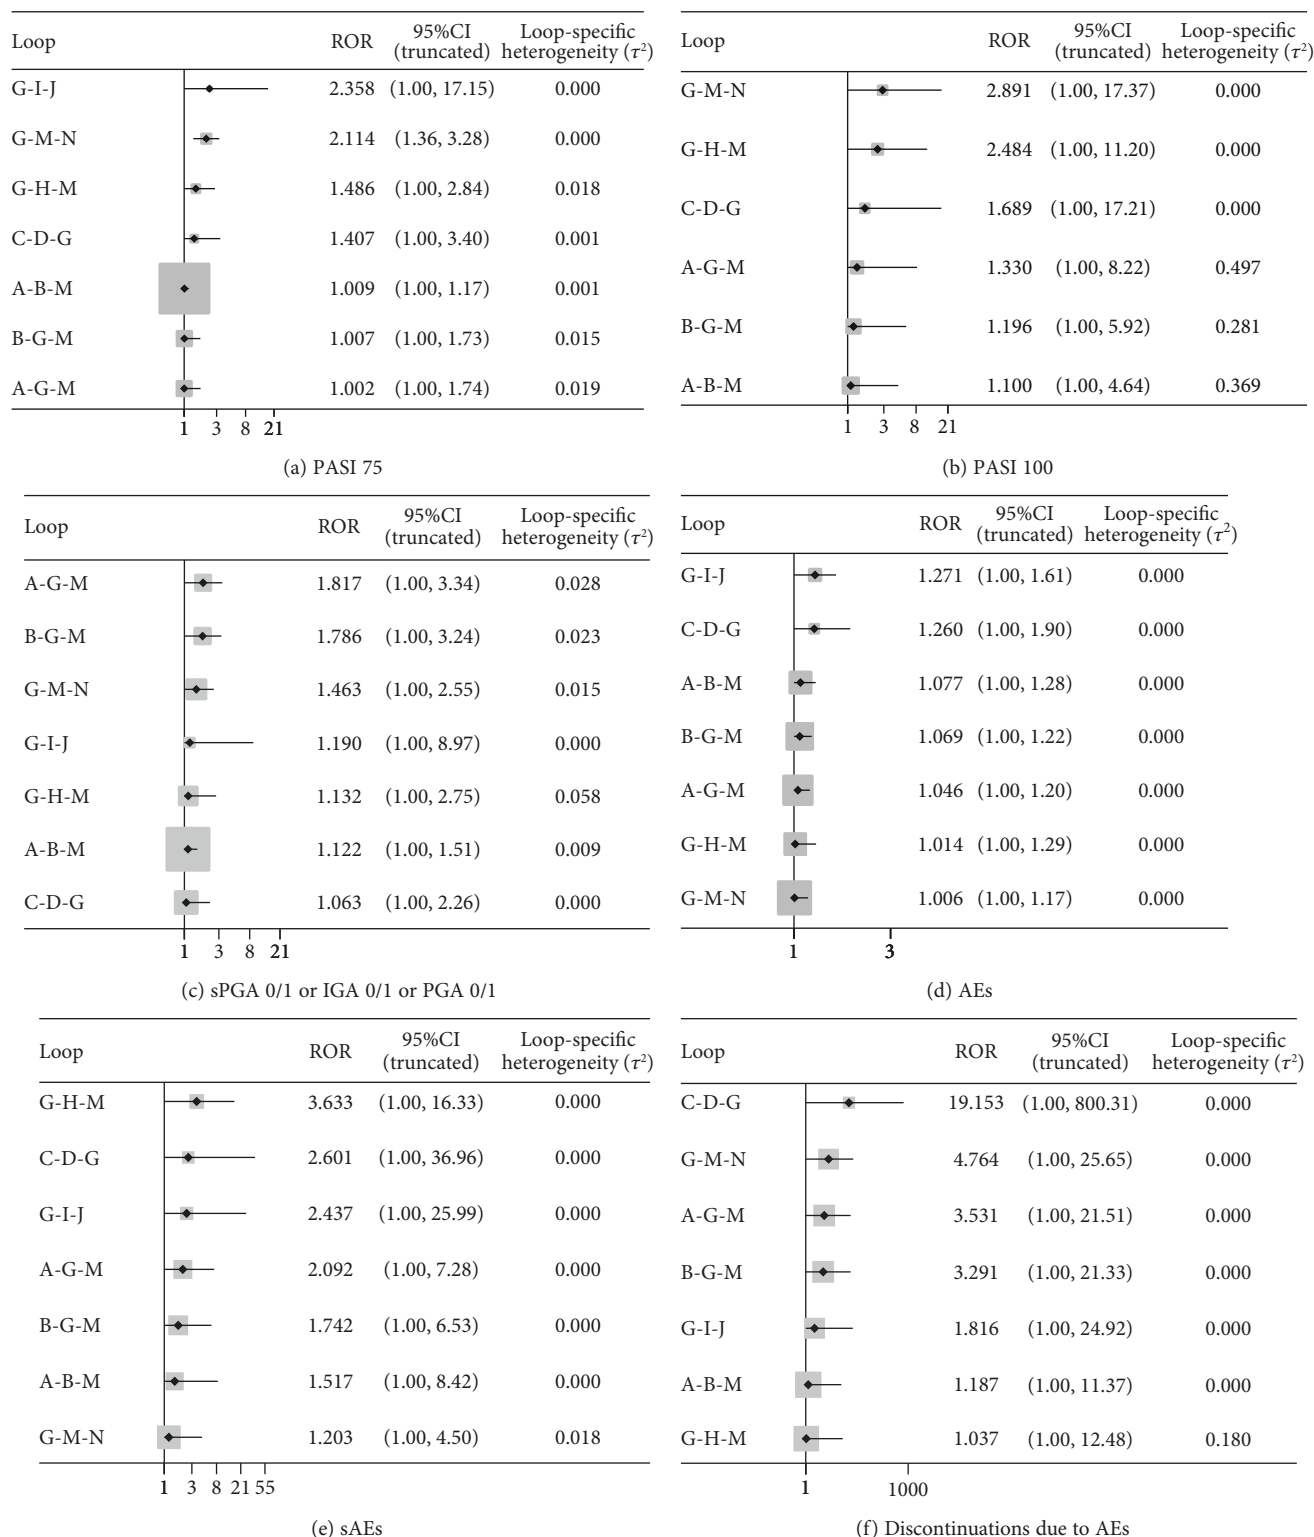 Loop ROR 95%CI (truncated) Loop-specific heterogeneity (τ²)
G-I-J 2.358 (1.00, 17.15) 0.000
G-M-N 2.114 (1.36, 3.28) 0.000
G-H-M 1.486 (1.00, 2.84) 0.018
C-D-G 1.407 (1.00, 3.40) 0.001
A-B-M 1.009 (1.00, 1.17) 0.001
B-G-M 1.007 (1.00, 1.73) 0.015
A-G-M 1.002 (1.00, 1.74) 0.019
1 3 8 21
(a) PASI 75
Loop ROR 95%CI (truncated) Loop-specific heterogeneity (τ²)
G-M-N 2.891 (1.00, 17.37) 0.000
G-H-M 2.484 (1.00, 11.20) 0.000
C-D-G 1.689 (1.00, 17.21) 0.000
A-G-M 1.330 (1.00, 8.22) 0.497
B-G-M 1.196 (1.00, 5.92) 0.281
A-B-M 1.100 (1.00, 4.64) 0.369
1 3 8 21
(b) PASI 100
Loop ROR 95%CI (truncated) Loop-specific heterogeneity (τ²)
A-G-M 1.817 (1.00, 3.34) 0.028
B-G-M 1.786 (1.00, 3.24) 0.023
G-M-N 1.463 (1.00, 2.55) 0.015
G-I-J 1.190 (1.00, 8.97) 0.000
G-H-M 1.132 (1.00, 2.75) 0.058
A-B-M 1.122 (1.00, 1.51) 0.009
C-D-G 1.063 (1.00, 2.26) 0.000
1 3 8 21
(c) sPGA 0/1 or IGA 0/1 or PGA 0/1
Loop ROR 95%CI (truncated) Loop-specific heterogeneity (τ²)
G-I-J 1.271 (1.00, 1.61) 0.000
C-D-G 1.260 (1.00, 1.90) 0.000
A-B-M 1.077 (1.00, 1.28) 0.000
B-G-M 1.069 (1.00, 1.22) 0.000
A-G-M 1.046 (1.00, 1.20) 0.000
G-H-M 1.014 (1.00, 1.29) 0.000
G-M-N 1.006 (1.00, 1.17) 0.000
1 3
(d) AEs
Loop ROR 95%CI (truncated) Loop-specific heterogeneity (τ²)
G-H-M 3.633 (1.00, 16.33) 0.000
C-D-G 2.601 (1.00, 36.96) 0.000
G-I-J 2.437 (1.00, 25.99) 0.000
A-G-M 2.092 (1.00, 7.28) 0.000
B-G-M 1.742 (1.00, 6.53) 0.000
A-B-M 1.517 (1.00, 8.42) 0.000
G-M-N 1.203 (1.00, 4.50) 0.018
1 3 8 21 55
(e) sAEs
Loop ROR 95%CI (truncated) Loop-specific heterogeneity (τ²)
C-D-G 19.153 (1.00, 800.31) 0.000
G-M-N 4.764 (1.00, 25.65) 0.000
A-G-M 3.531 (1.00, 21.51) 0.000
B-G-M 3.291 (1.00, 21.33) 0.000
G-I-J 1.816 (1.00, 24.92) 0.000
A-B-M 1.187 (1.00, 11.37) 0.000
G-H-M 1.037 (1.00, 12.48) 0.180
1 1000
(f) Discontinuations due to AEs